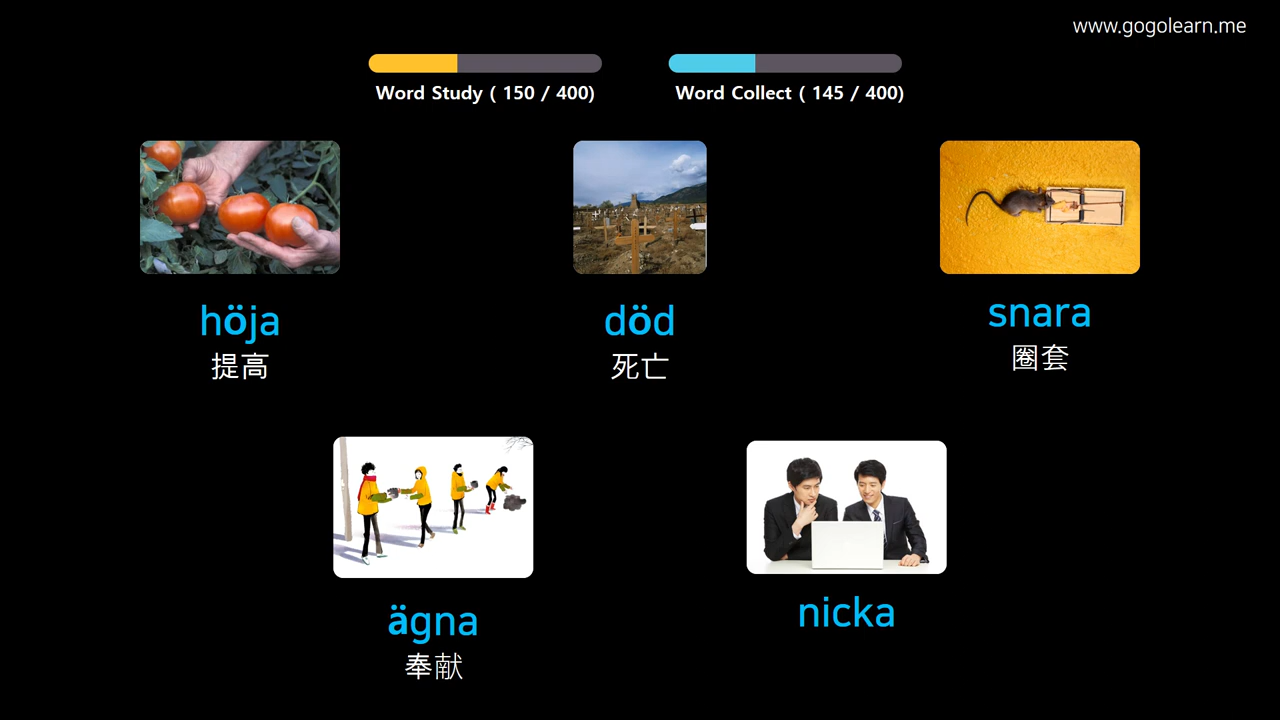 www.gogolearn.me
Word Study ( 150 / 400)
Word Collect ( 145 / 400)
höja
提高
död
死亡
snara
圈套
ägna
奉献
nicka